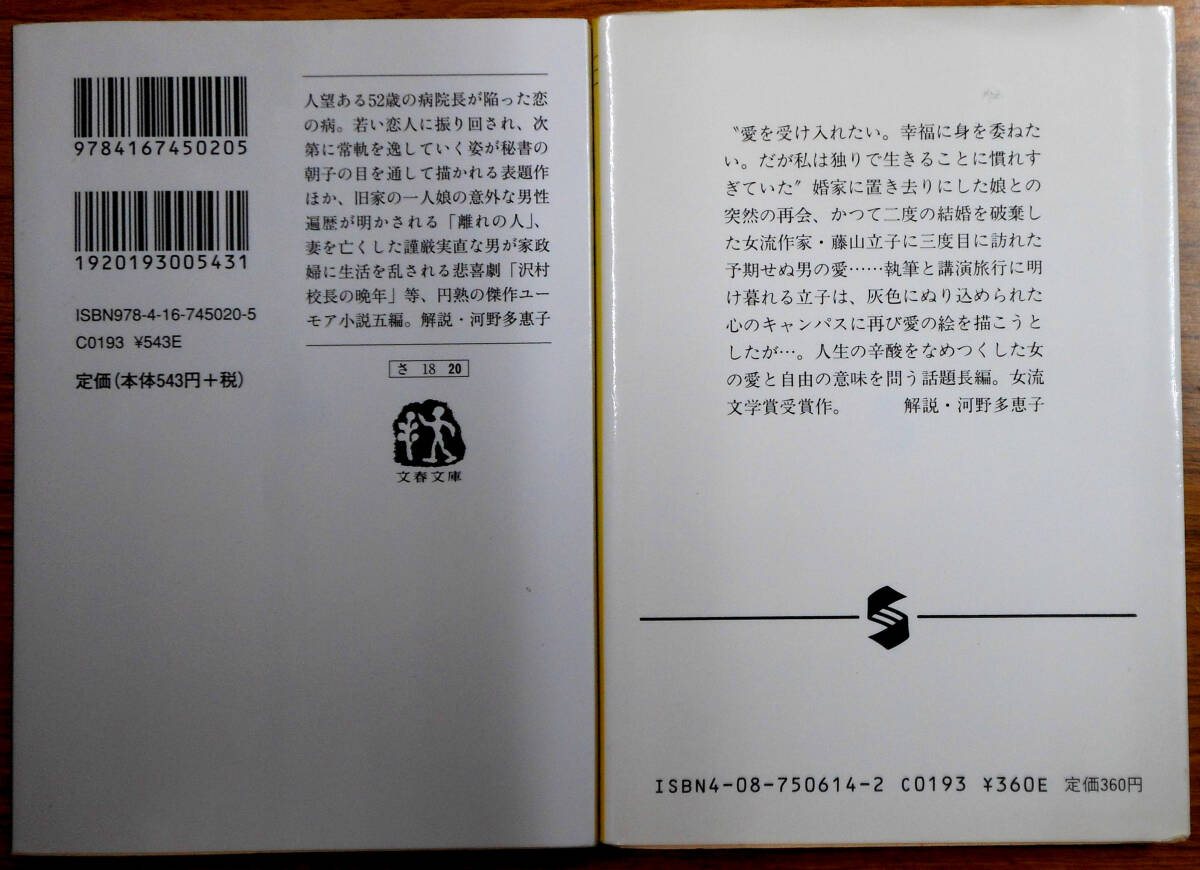 9784167450205
1920193005431
ISBN978-4-16-745020-5
C0193 ¥543E
定価(本体543円+税)
人望ある52歳の病院長が陥った恋
の病。若い恋人に振り回され、次
第に常軌を逸していく姿が秘書の
朝子の目を通して描かれる表題作
ほか、旧家の一人娘の意外な男性
遍歴が明かされる「離れの人」、
妻を亡くした謹厳実直な男が家政
婦に生活を乱される悲喜劇「沢村
校長の晩年」等、円熟の傑作ユー
モア小説五編。解説・河野多惠子
さ 18 20
文春文庫
〝愛を受け入れたい。幸福に身を委ねた
い。だが私は独りで生きることに慣れす
ぎていた〞婚家に置き去りにした娘との
突然の再会、かつて二度の結婚を破棄し
た女流作家・藤山立子に三度目に訪れた
予期せぬ男の愛……執筆と講演旅行に明
け暮れる立子は、灰色にぬり込められた
心のキャンパスに再び愛の絵を描こうと
したが…。人生の辛酸をなめつくした女
の愛と自由の意味を問う話題長編。女流
文学賞受賞作。 解説・河野多恵子
ISBN4-08-750614-2 C0193 ¥360E 定価360円